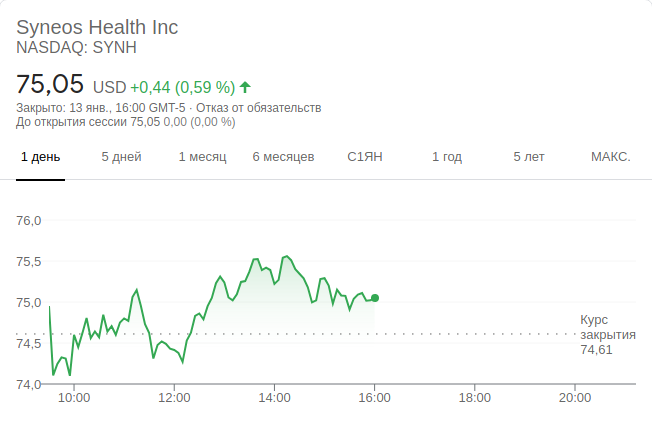 Syneos Health Inc
NASDAQ: SYNH
75,05 USD +0,44 (0,59 %)
Закрыто: 13 янв., 16:00 GMT-5 · Отказ от обязательств
До открытия сессии 75,05 0,00 (0,00 %)
1 день 5 дней 1 месяц 6 месяцев С1ЯН 1 год 5 лет МАКС.
76,0
75,5
75,0
Курс
закрытия
74,61
74,5
74,0
10:00 12:00 14:00 16:00 18:00 20:00